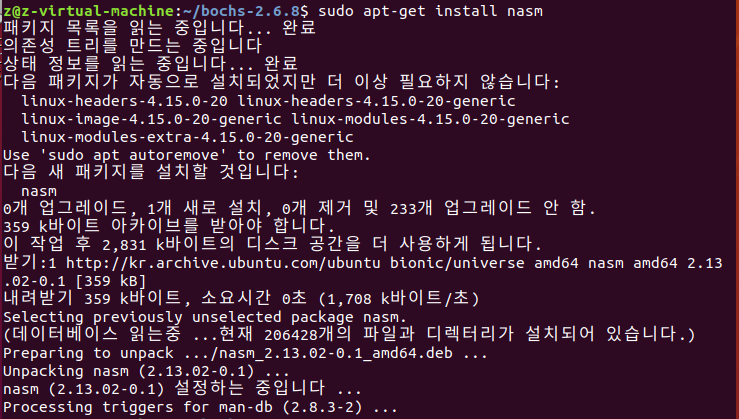 z@z-virtual-machine:~/bochs-2.6.8$ sudo apt-get install nasm
패키지 목록을 읽는 중입니다... 완료
의존성 트리를 만드는 중입니다
상태 정보를 읽는 중입니다... 완료
다음 패키지가 자동으로 설치되었지만 더 이상 필요하지 않습니다:
linux-headers-4.15.0-20 linux-headers-4.15.0-20-generic
linux-image-4.15.0-20-generic linux-modules-4.15.0-20-generic
linux-modules-extra-4.15.0-20-generic
Use 'sudo apt autoremove' to remove them.
다음 새 패키지를 설치할 것입니다:
nasm
0개 업그레이드, 1개 새로 설치, 0개 제거 및 233개 업그레이드 안 함.
359 k바이트 아카이브를 받아야 합니다.
이 작업 후 2,831 k바이트의 디스크 공간을 더 사용하게 됩니다.
받기:1 http://kr.archive.ubuntu.com/ubuntu bionic/universe amd64 nasm amd64 2.13
.02-0.1 [359 kB]
내려받기 359 k바이트, 소요시간 0초 (1,708 k바이트/초)
Selecting previously unselected package nasm.
(데이터베이스 읽는중 ...현재 206428개의 파일과 디렉터리가 설치되어 있습니다.)
Preparing to unpack .../nasm_2.13.02-0.1_amd64.deb ...
Unpacking nasm (2.13.02-0.1) ...
nasm (2.13.02-0.1) 설정하는 중입니다 ...
Processing triggers for man-db (2.8.3-2) ...